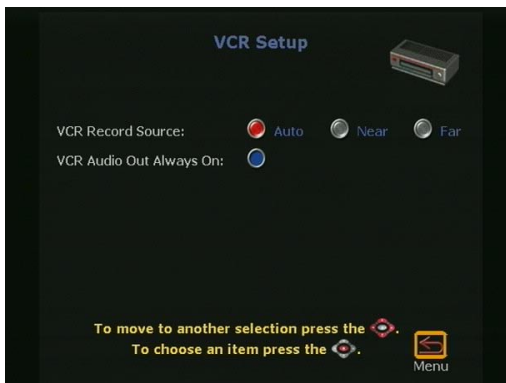 VCR Setup
VCR Record Source: Auto Near Far
VCR Audio Out Always On:
To move to another selection press the .
To choose an item press the .
Menu